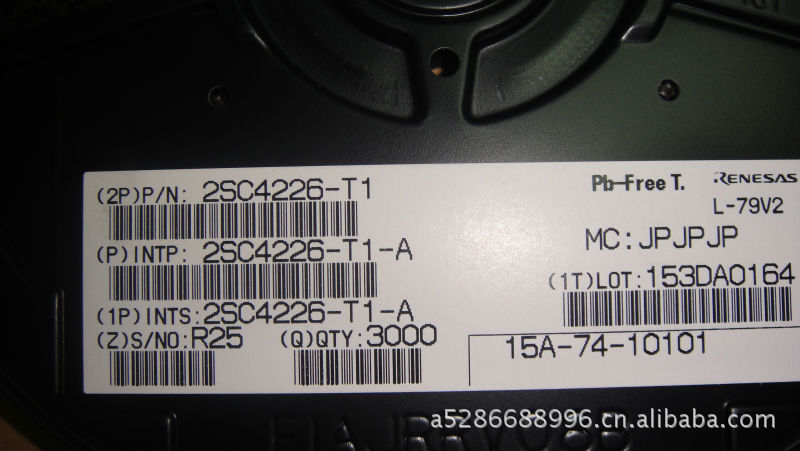 (2P)P/N: 2SC4226-T1
Pb-Free T. RENESAS
L-79V2
(P)INTP: 2SC4226-T1-A
MC:JPJPJP
(1T)LOT:153DA0164
(1P)INTS:2SC4226-T1-A
(Z)S/NO:R25 (Q)QTY:3000
15A-74-10101
a5286688996.cn.alibaba.com